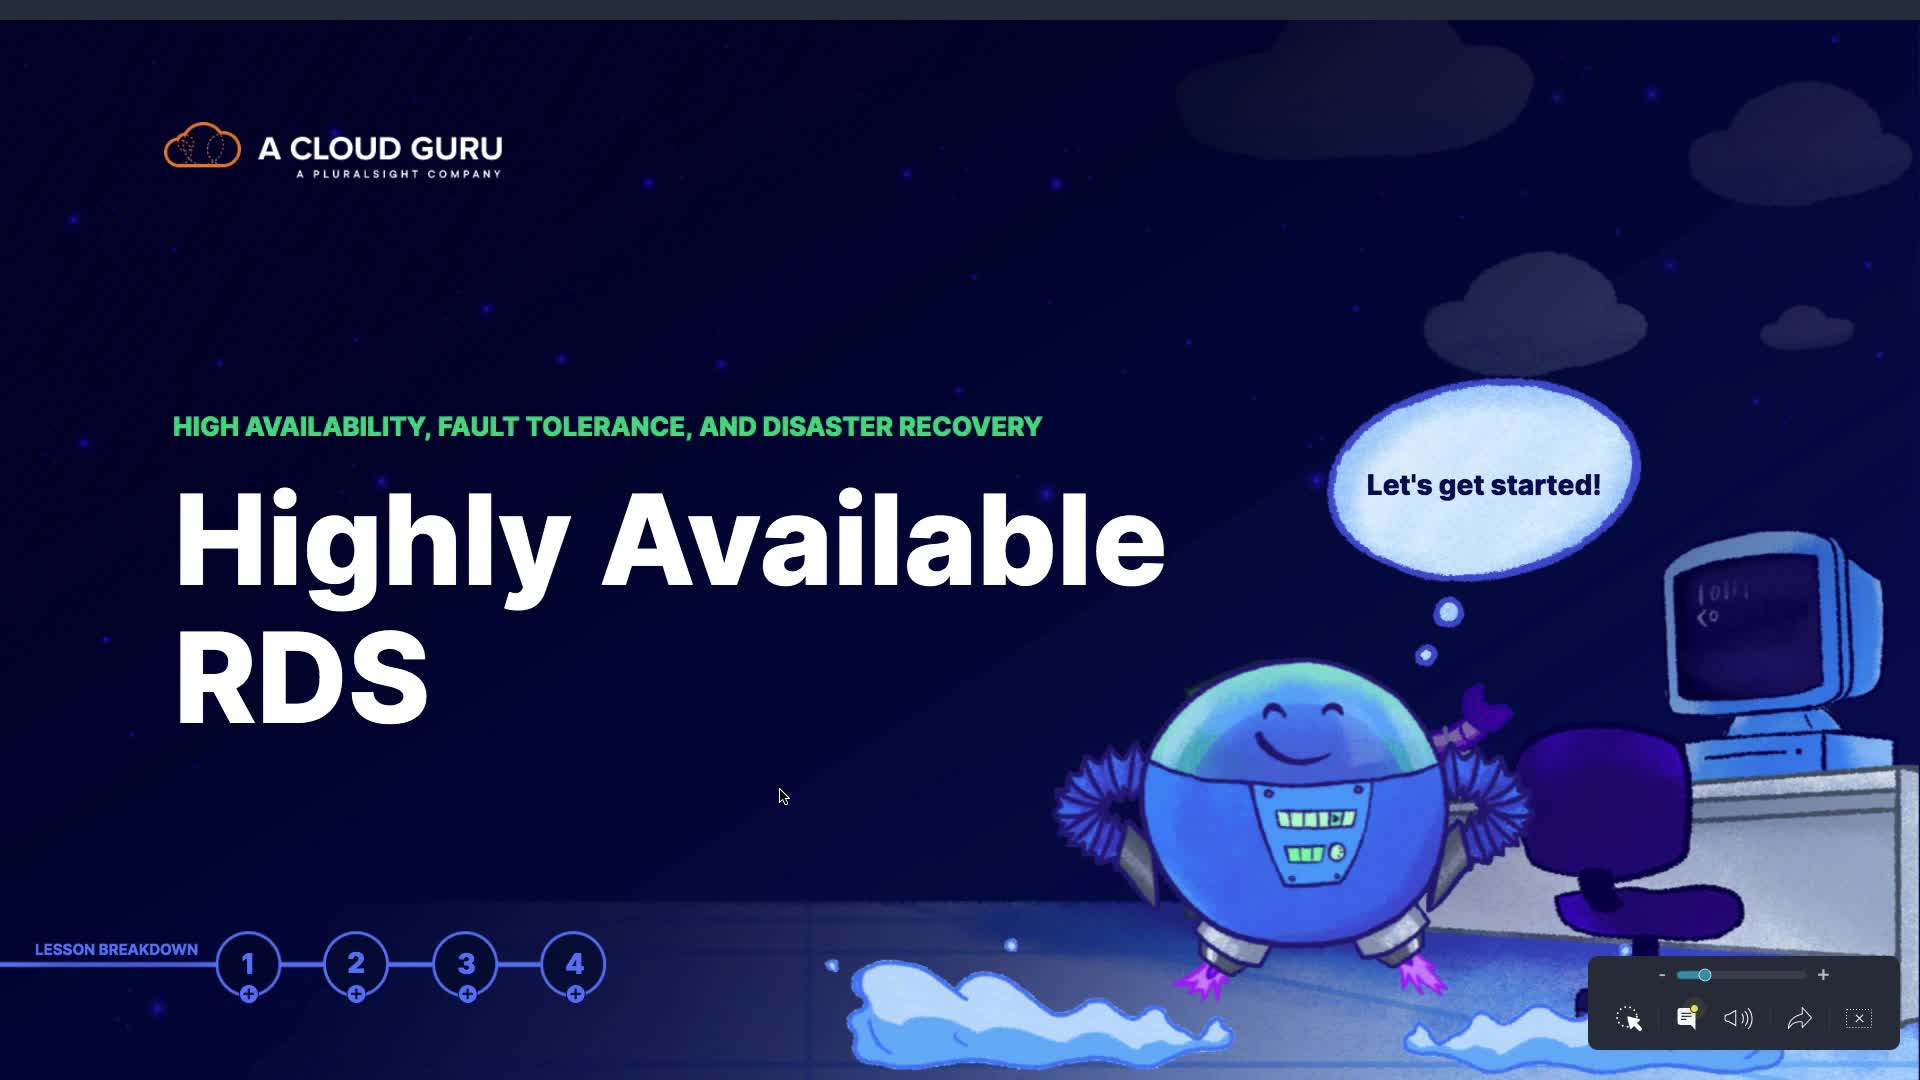 A CLOUD GURU
A PLURALSIGHT COMPANY
HIGH AVAILABILITY, FAULT TOLERANCE, AND DISASTER RECOVERY
Highly Available
RDS
Let's get started!
LESSON BREAKDOWN
1
2
3
4